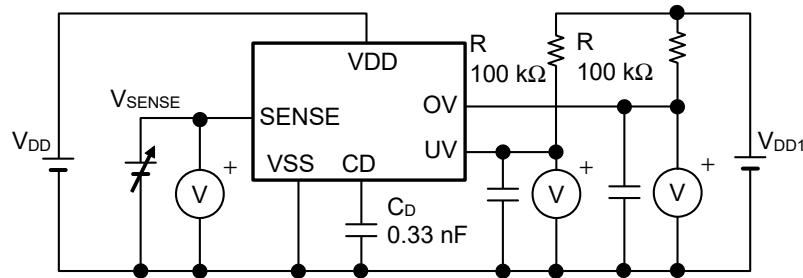 R
VDD
100 kΩ
R
100 kΩ
VSENSE
OV
SENSE
VDD
UV
VDD1
+
+
+
VSS
CD
V
V
V
CD
0.33 nF